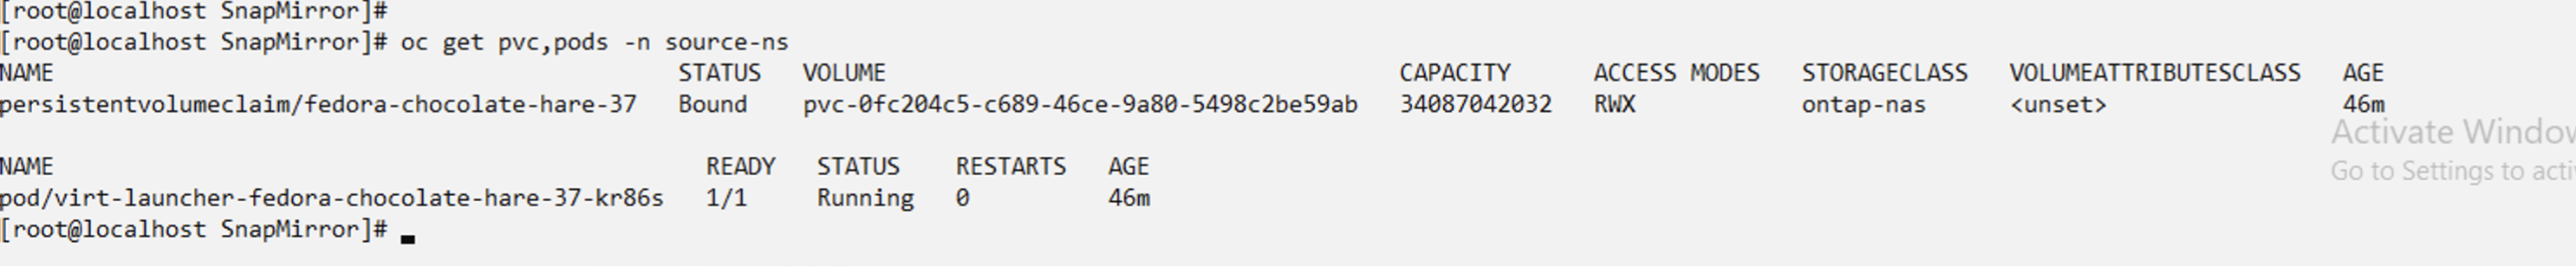 [root@localhost SnapMirror]#
[root@localhost SnapMirror]# oc get pvc,pods -n source-ns
NAME STATUS VOLUME CAPACITY ACCESS MODES STORAGECLASS VOLUMEATTRIBUTESCLASS AGE
persistentvolumeclaim/fedora-chocolate-hare-37 Bound pvc-0fc204c5-c689-46ce-9a80-5498c2be59ab 34087042032 RWX ontap-nas <unset> 46m
Activate Window
Go to Settings to acti
NAME READY STATUS RESTARTS AGE
pod/virt-launcher-fedora-chocolate-hare-37-kr86s 1/1 Running 0 46m
[root@localhost SnapMirror]#